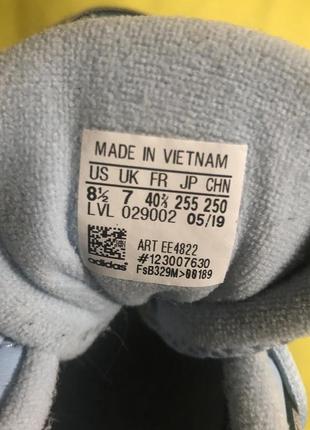 MADE IN VIETNAM
US UK FR JP CHN
8½ 7 40⅔ 255 250
LVL 029002 05/19
ART EE4822
adidas #123007630
FsB329M>08189